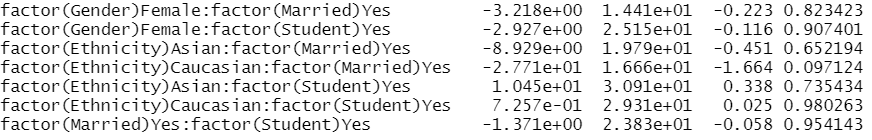 factor(Gender)Female:factor(Married)Yes -3.218e+00 1.441e+01 -0.223 0.823423
factor(Gender)Female:factor(Student)Yes -2.927e+00 2.515e+01 -0.116 0.907401
factor(Ethnicity)Asian:factor(Married)Yes -8.929e+00 1.979e+01 -0.451 0.652194
factor(Ethnicity)Caucasian:factor(Married)Yes -2.771e+01 1.666e+01 -1.664 0.097124
factor(Ethnicity)Asian:factor(Student)Yes 1.045e+01 3.091e+01 0.338 0.735434
factor(Ethnicity)Caucasian:factor(Student)Yes 7.257e-01 2.931e+01 0.025 0.980263
factor(Married)Yes:factor(Student)Yes -1.371e+00 2.383e+01 -0.058 0.954143